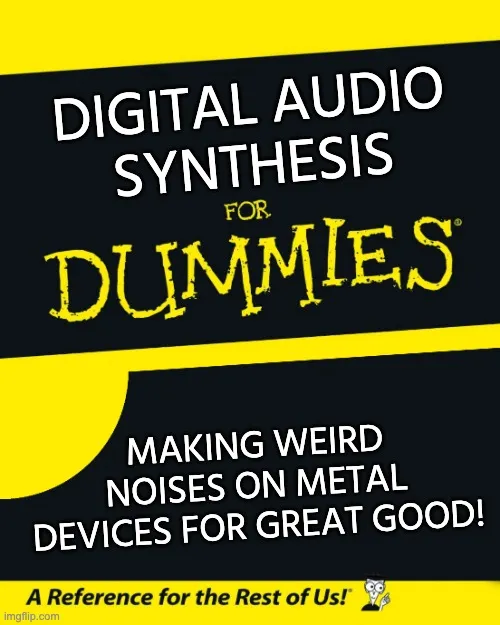 DIGITAL AUDIO
SYNTHESIS
FOR
DUMMIES®
MAKING WEIRD
NOISES ON METAL
DEVICES FOR GREAT GOOD!
A Reference for the Rest of Us!®
imgflip.com